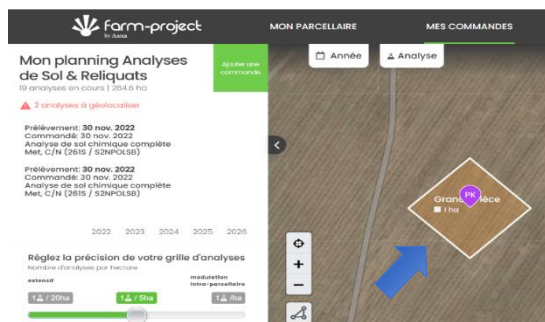 farm-project
by Auréa
MON PARCELLAIRE
MES COMMANDES
Mon planning Analyses
de Sol & Reliquats
19 analyses en cours | 264.6 ha
Ajouter une
commande
2 analyses à géolocaliser
Prélèvement: 30 nov. 2022
Commandé: 30 nov. 2022
Analyse de sol chimique complète
Met, C/N (261S / S2NPOLSB)
Prélèvement: 30 nov. 2022
Commandé: 30 nov. 2022
Analyse de sol chimique complète
Met, C/N (261S / S2NPOLSB)
2022 2023 2024 2025 2026
Réglez la précision de votre grille d'analyses
Nombre d'analyses par hectare
extensif
modulation
intra-parcellaire
1 / 20ha
1 / 5ha
1 /ha
Année
Analyse
PK
1 ha
+
−